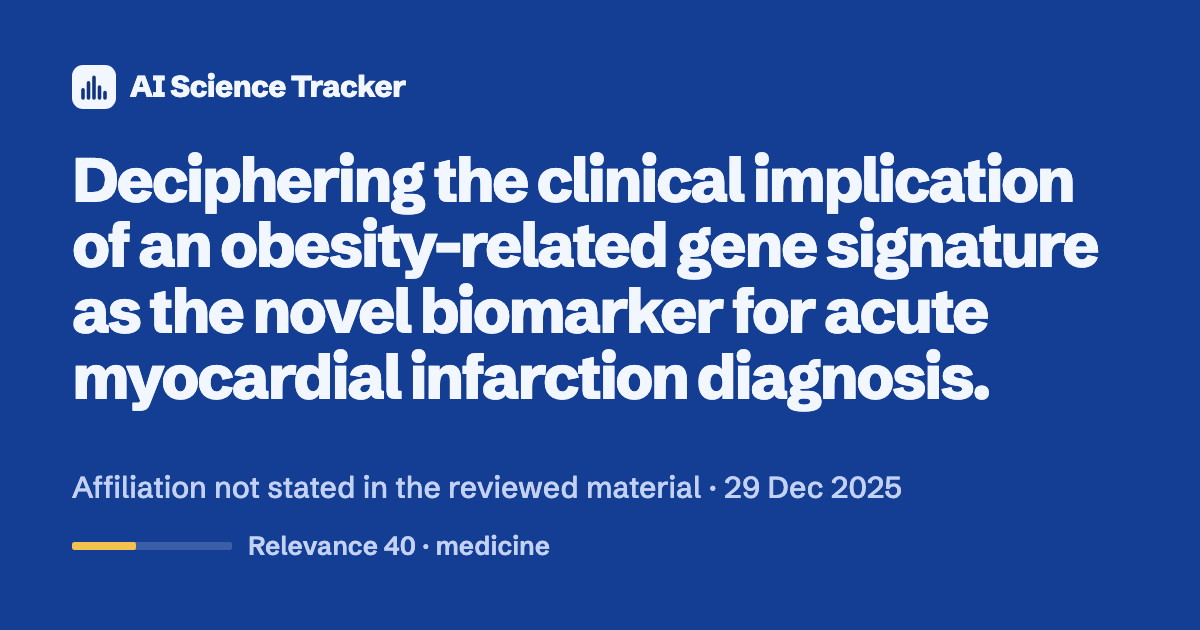 AI Science Tracker
Deciphering the clinical implication
of an obesity-related gene signature
as the novel biomarker for acute
myocardial infarction diagnosis.
Affiliation not stated in the reviewed material · 29 Dec 2025
Relevance 40 · medicine